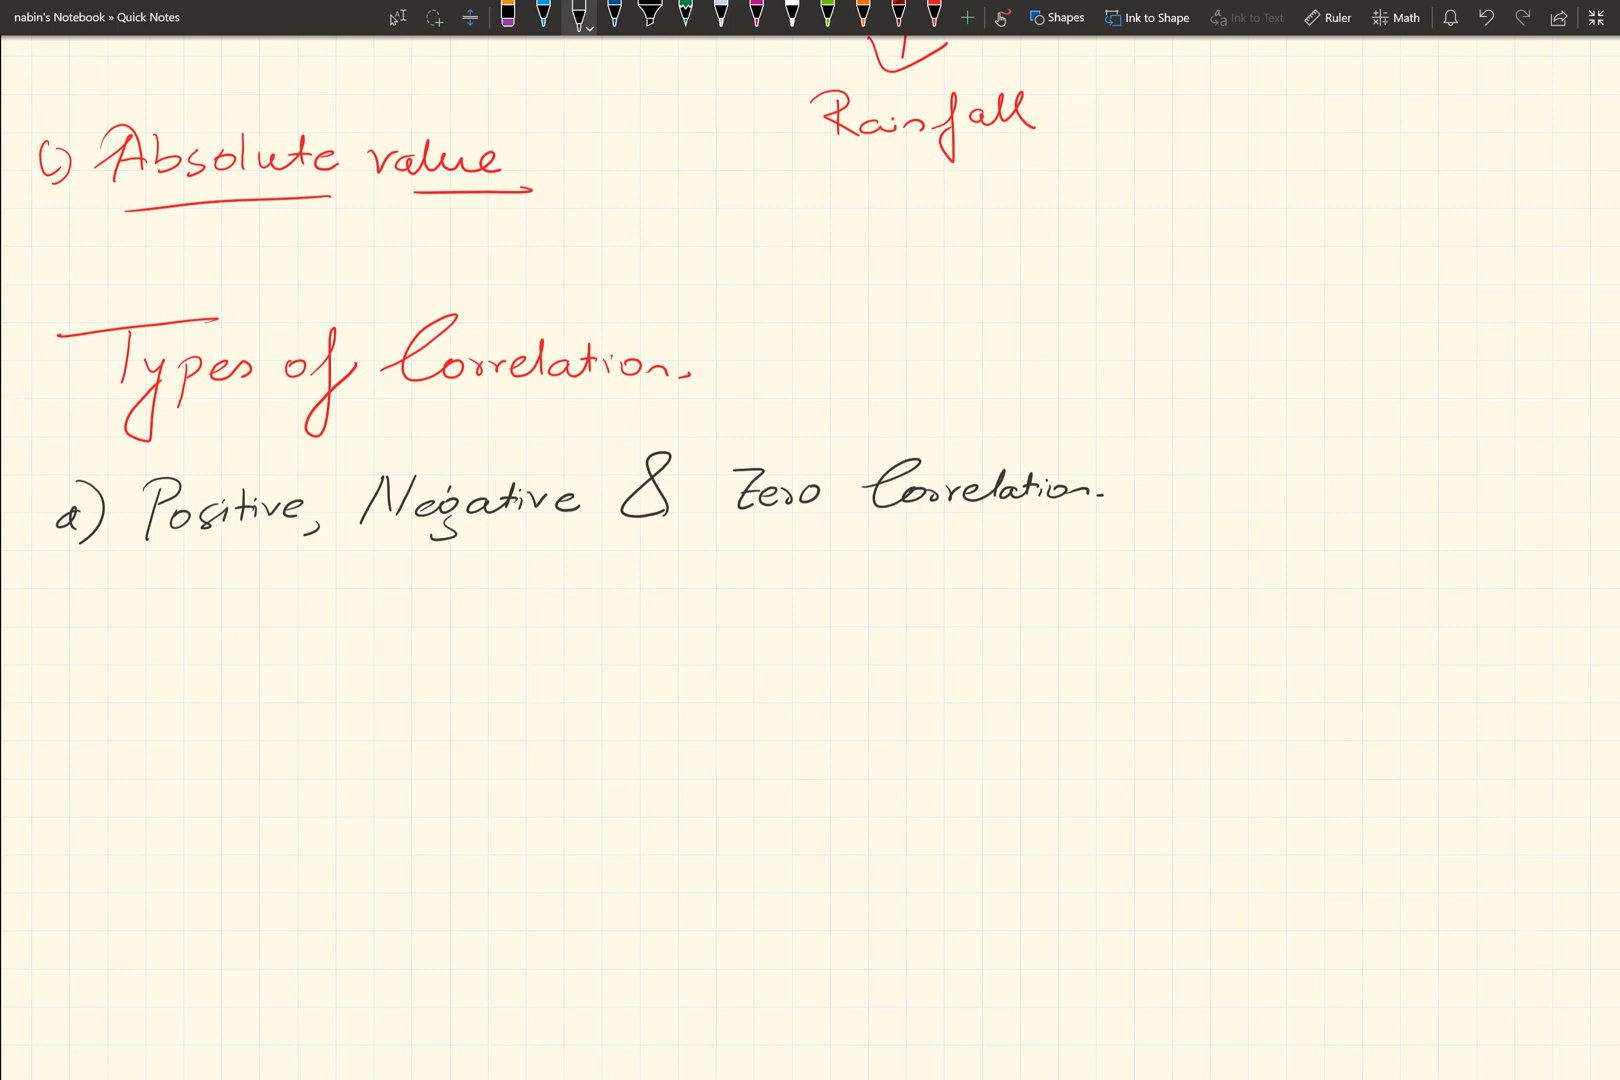 nabin's Notebook » Quick Notes
Shapes
Ink to Shape
Ink to Text
Ruler
Math
Rainfall
c) Absolute value
Types of Correlation.
a) Positive, Negative & Zero Correlation.